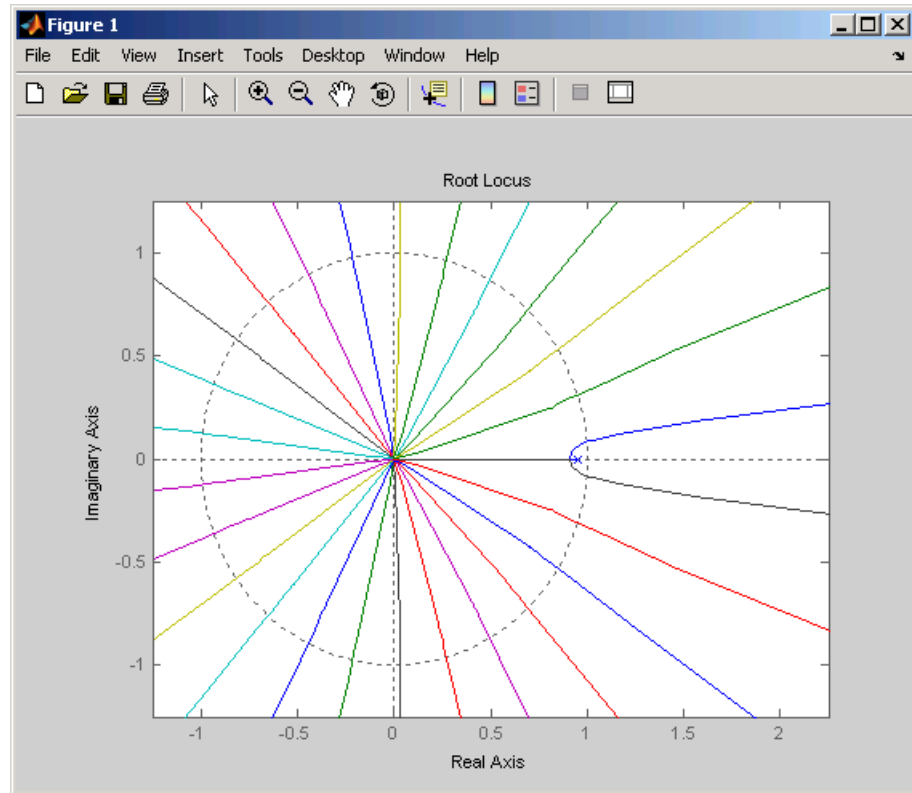 Figure 1
File Edit View Insert Tools Desktop Window Help
Root Locus
1
0.5
0
-0.5
-1
Imaginary Axis
-1 -0.5 0 0.5 1 1.5 2
Real Axis